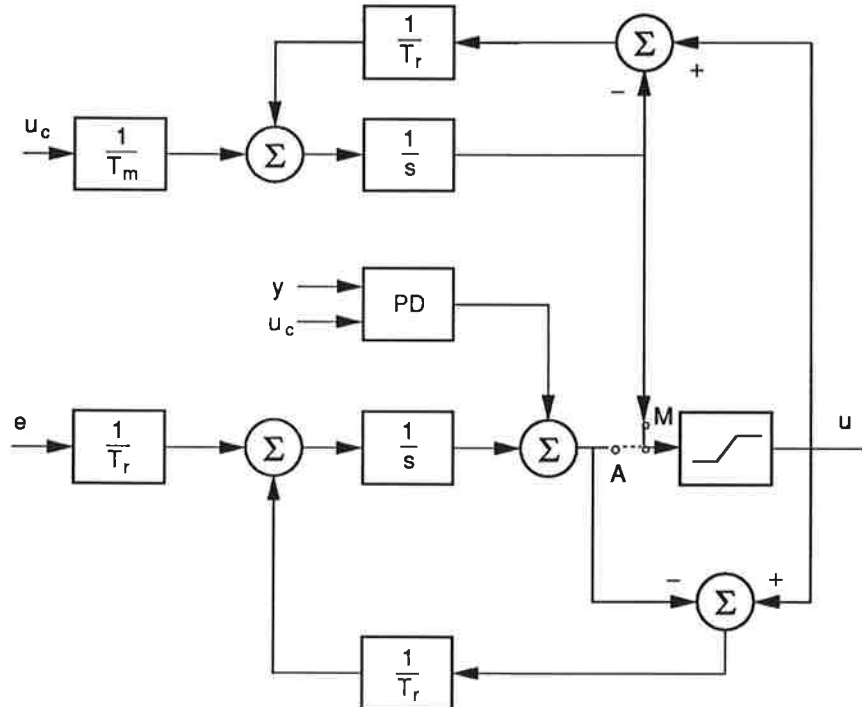 1
T_r
Σ
+
−
u_c
1
T_m
Σ
1
s
y
u_c
PD
e
1
T_r
Σ
1
s
Σ
A
M
u
−
Σ
+
1
T_r